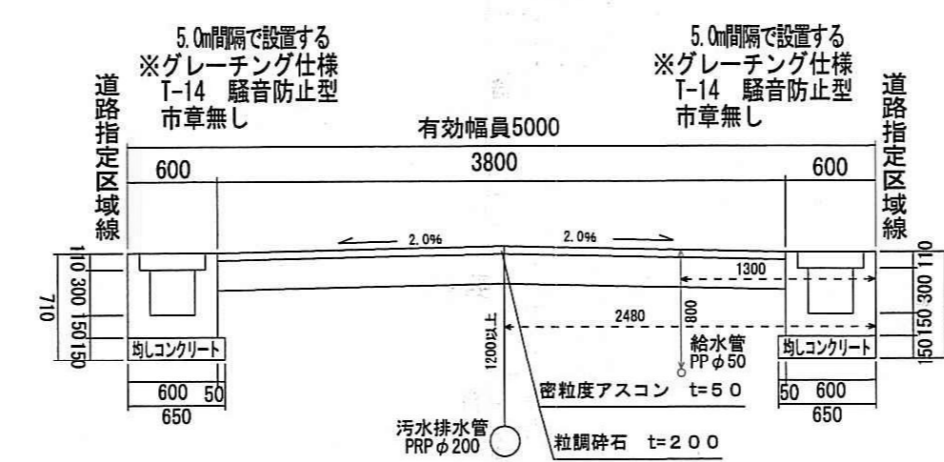 5.0m間隔で設置する
※グレーチング仕様
T-14 騒音防止型
市章無し
5.0m間隔で設置する
※グレーチング仕様
T-14 騒音防止型
市章無し
道路指定区域線
道路指定区域線
有効幅員5000
600
3800
600
2.0%
2.0%
110
300
150
150
710
110
300
150
150
1300
2480
800
1200以上
給水管
PPφ50
均しコンクリート
均しコンクリート
600
50
650
50
600
650
密粒度アスコン t=50
汚水排水管
PRPφ200
粒調砕石 t=200